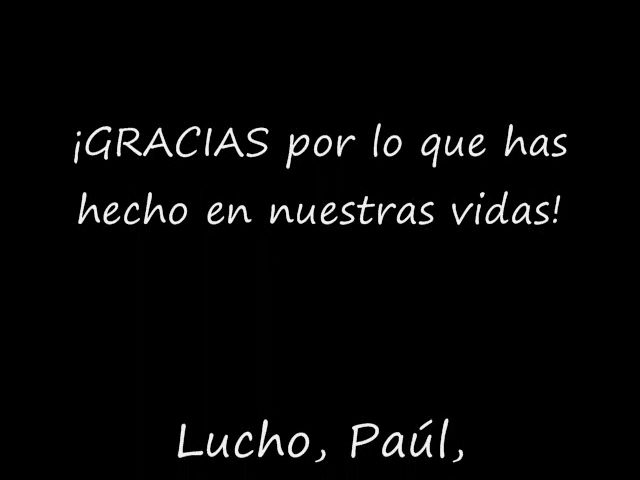 ¡GRACIAS por lo que has
hecho en nuestras vidas!
Lucho, Paúl,